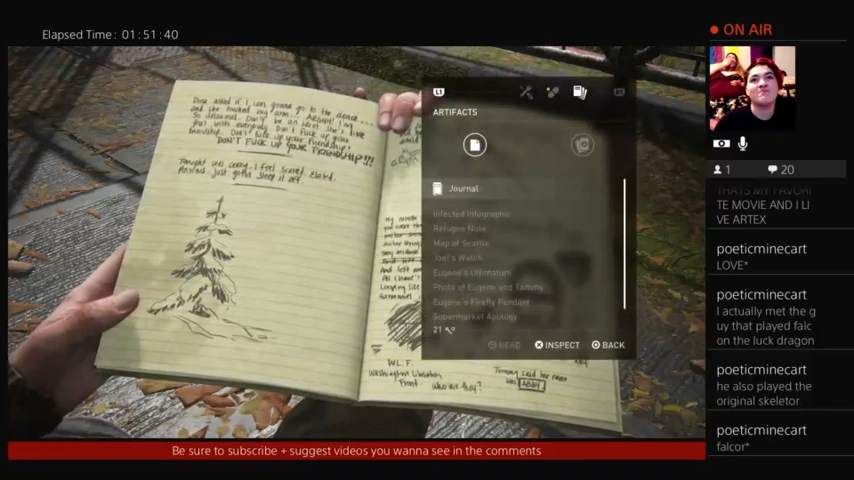 Elapsed Time : 01:51:40
ON AIR
1
20
THATS MY FAVORI
TE MOVIE AND I LI
VE ARTEX
poeticminecart
LOVE*
poeticminecart
I actually met the g
uy that played falc
on the luck dragon
poeticminecart
he also played the
original skeletor
poeticminecart
falcor*
Dina asked if I was gonna go to the dance...
and she touched my arm.
So dramatic. Don't be an idiot. She's like
that with everybody. Don't fuck up your
friendship. Don't fuck up your friendship!
DON'T FUCK UP YOUR FRIENDSHIP!!!
Tonight was crazy. I feel scared.
just gotta sleep it off.
W.L.F.
Washington Liberation
Front.
Who are they?
Tommy said her name
was ABBY
L1
R1
ARTIFACTS
Journal
Infected Infographic
Refugee Note
Map of Seattle
Joel's Watch
Eugene's Ultimatum
Photo of Eugene and Tommy
Eugene's Firefly Pendant
Supermarket Apology
21
READ
INSPECT
BACK
Be sure to subscribe + suggest videos you wanna see in the comments